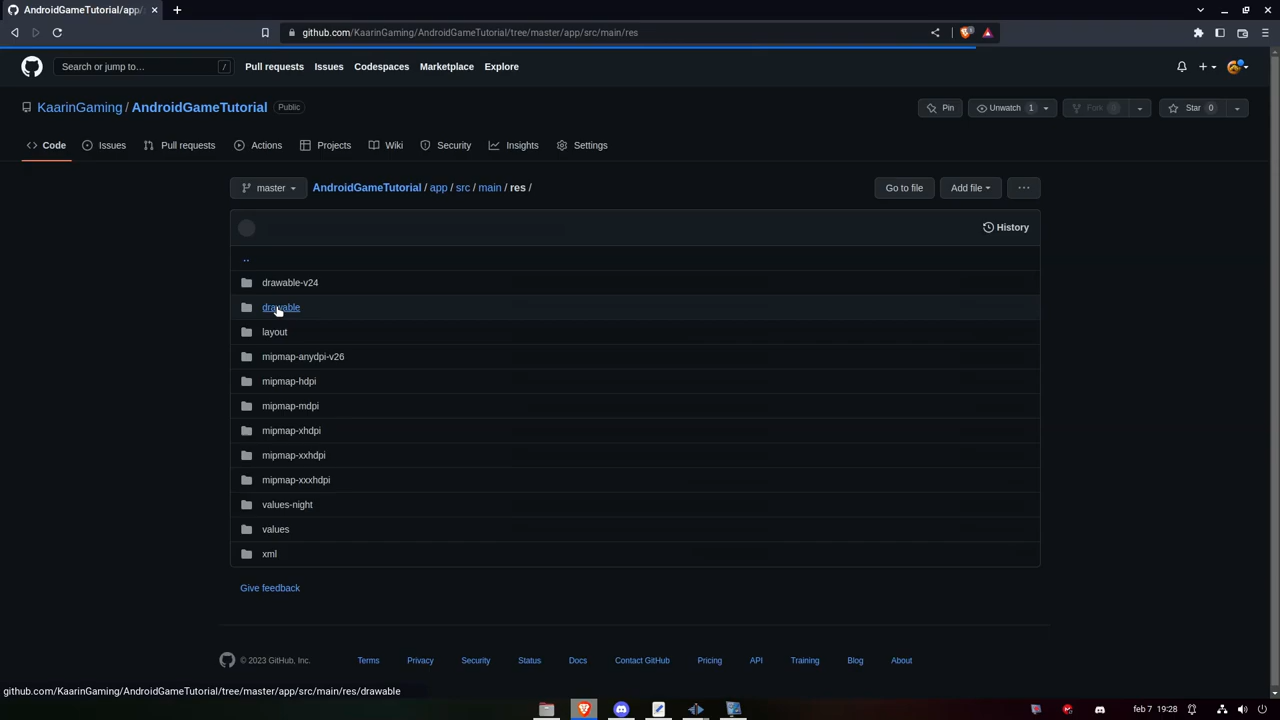 AndroidGameTutorial/app/
github.com/KaarinGaming/AndroidGameTutorial/tree/master/app/src/main/res
Search or jump to… /
Pull requests Issues Codespaces Marketplace Explore
KaarinGaming / AndroidGameTutorial Public
Pin Unwatch 1 Fork Star 0
Code Issues Pull requests Actions Projects Wiki Security Insights Settings
master AndroidGameTutorial / app / src / main / res / Go to file Add file ...
History
..
drawable-v24
drawable
layout
mipmap-anydpi-v26
mipmap-hdpi
mipmap-mdpi
mipmap-xhdpi
mipmap-xxhdpi
mipmap-xxxhdpi
values-night
values
xml
Give feedback
© 2023 GitHub, Inc. Terms Privacy Security Status Docs Contact GitHub Pricing API Training Blog About
github.com/KaarinGaming/AndroidGameTutorial/tree/master/app/src/main/res/drawable
feb 7 19:28